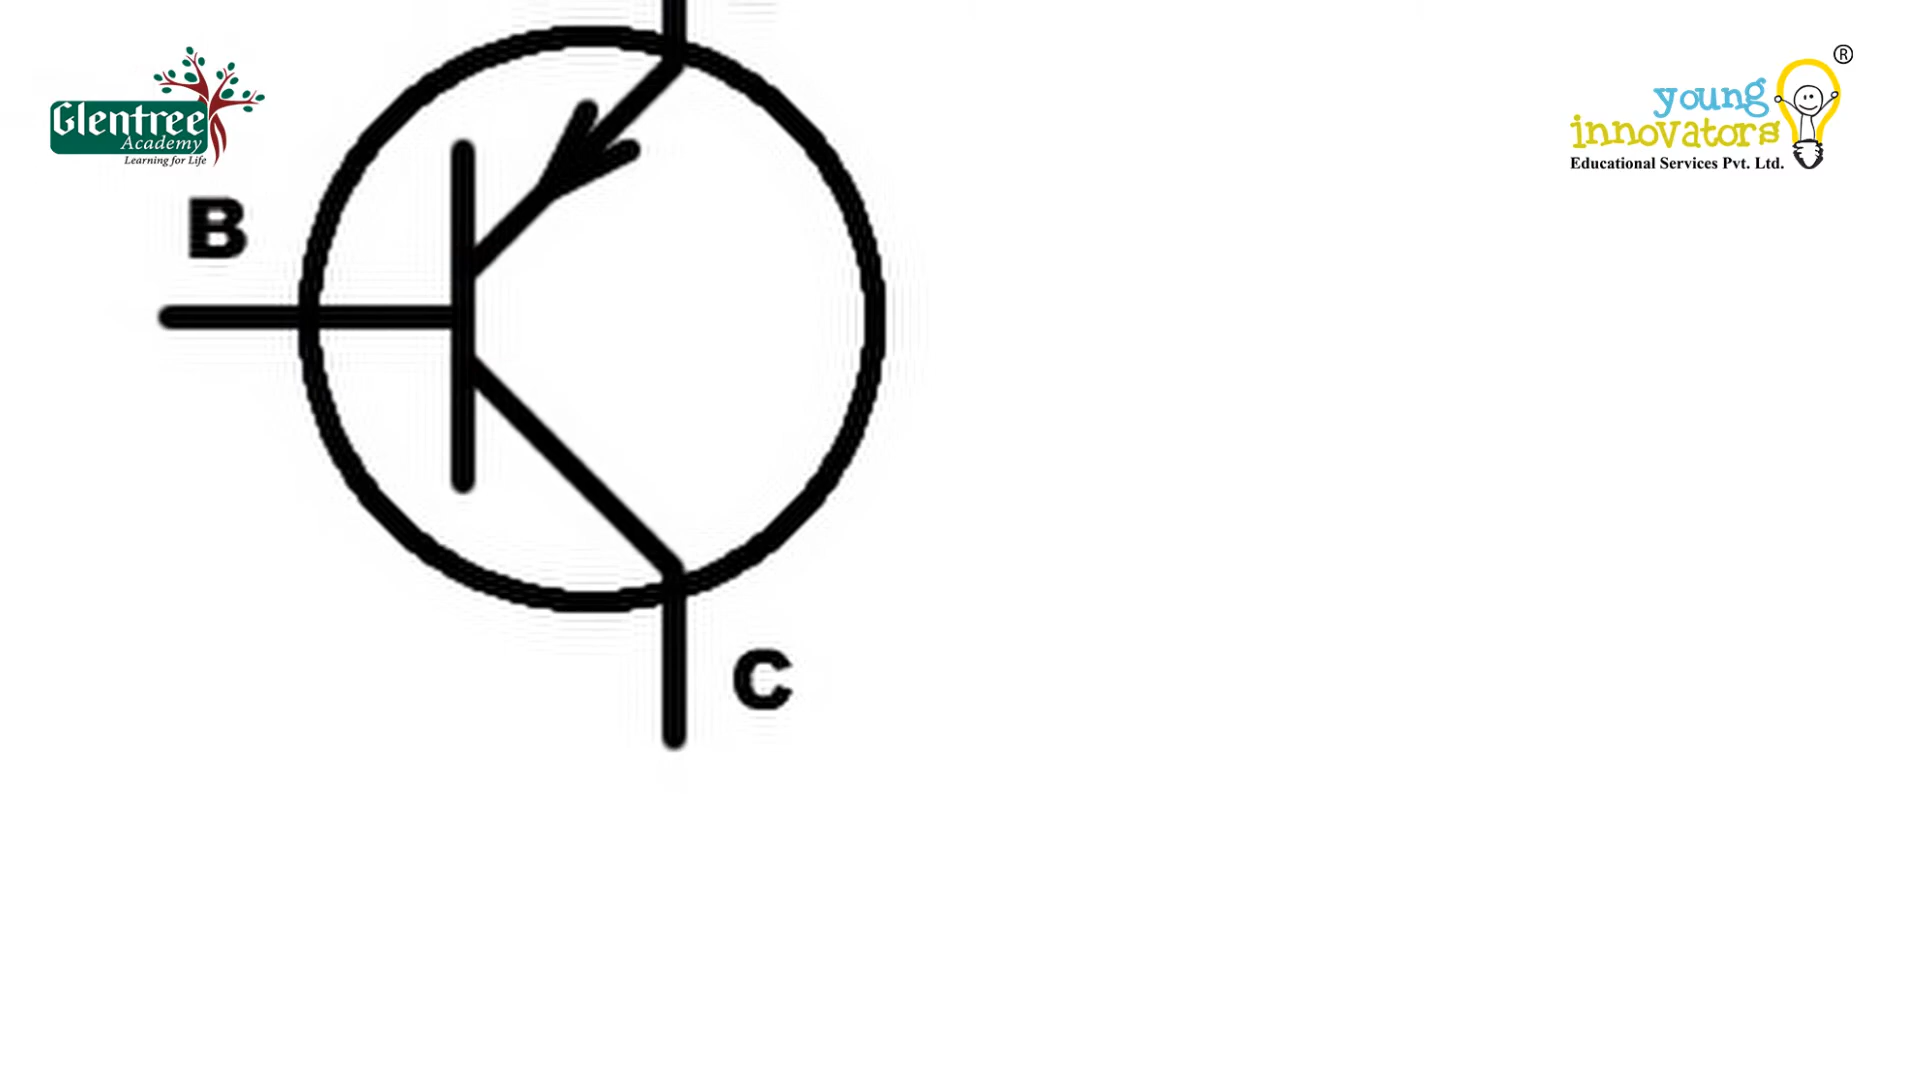 Glentree
Academy
Learning for Life
young
innovators
Educational Services Pvt. Ltd.
®
B
C